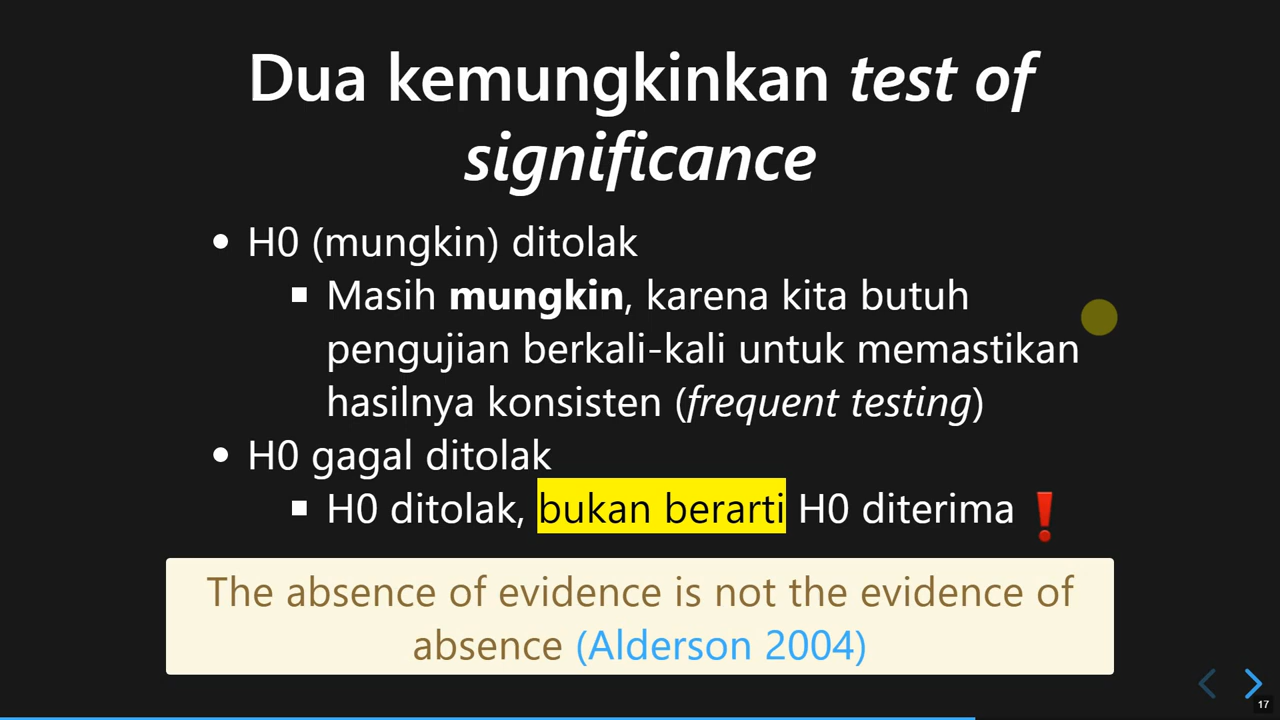 Dua kemungkinkan test of
significance
• H0 (mungkin) ditolak
▪ Masih mungkin, karena kita butuh
pengujian berkali-kali untuk memastikan
hasilnya konsisten (frequent testing)
• H0 gagal ditolak
▪ H0 ditolak, bukan berarti H0 diterima❗
The absence of evidence is not the evidence of
absence (Alderson 2004)
17